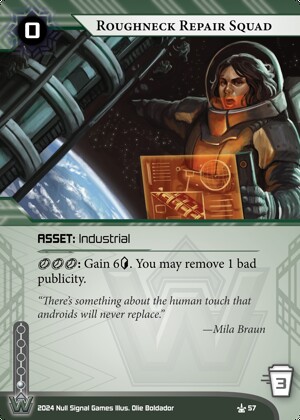 0
Roughneck Repair Squad
ASSET: Industrial
: Gain 6. You may remove 1 bad
publicity.
“There’s something about the human touch that
androids will never replace.”
—Mila Braun
3
2024 Null Signal Games Illus. Olie Boldador
57